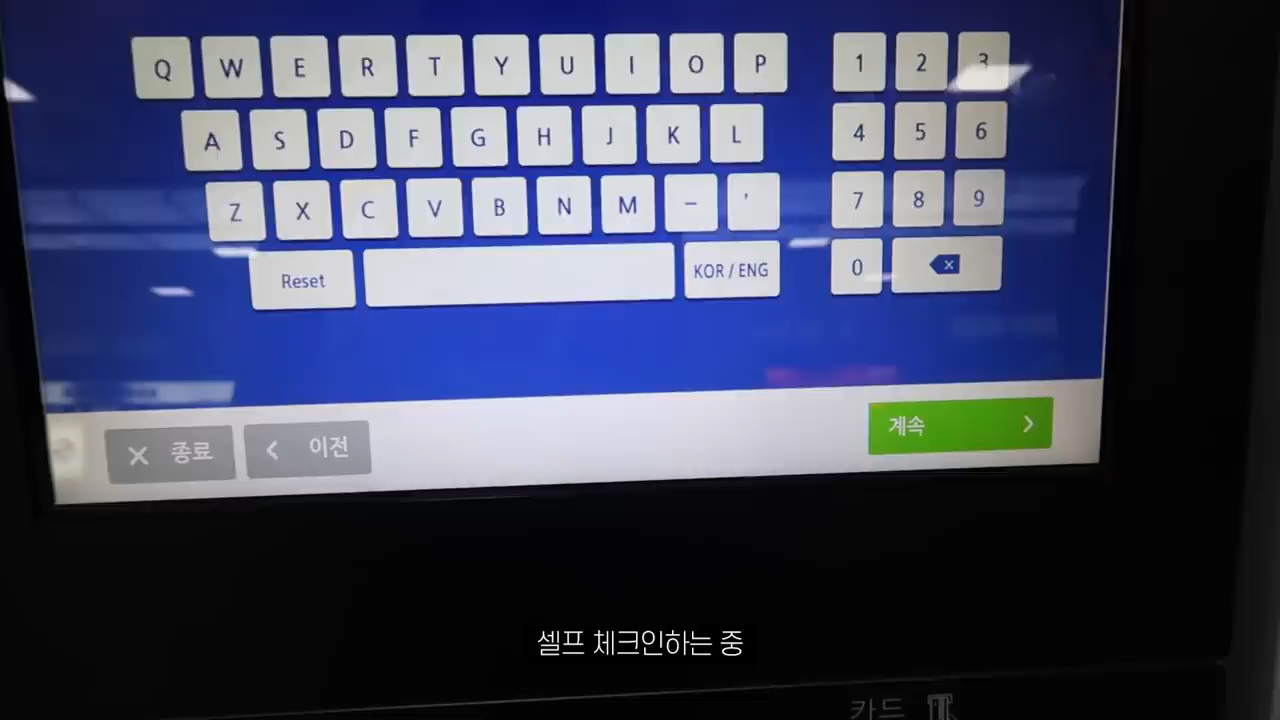 Q W E R T Y U I O P 1 2 3
A S D F G H J K L 4 5 6
Z X C V B N M – ' 7 8 9
Reset KOR / ENG 0
종료 이전 계속
셀프 체크인하는 중
카드